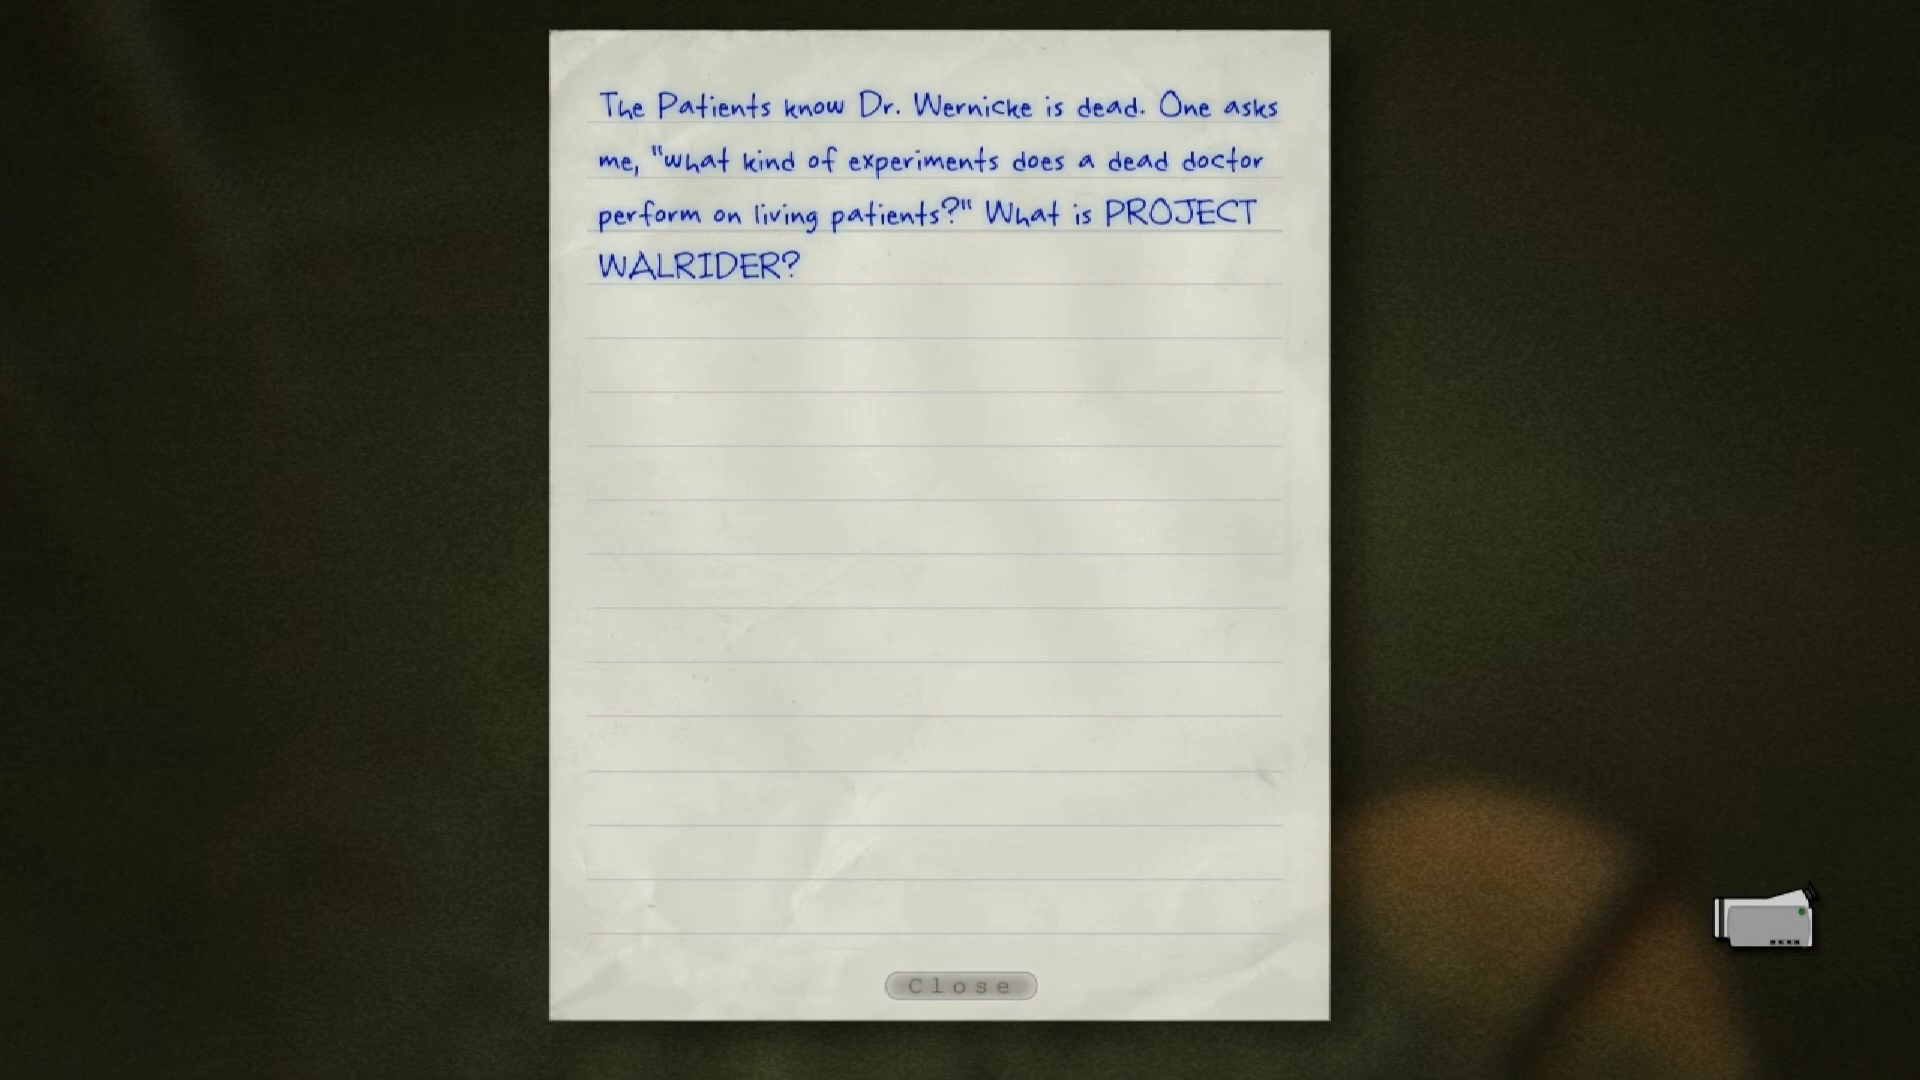 The Patients know Dr. Wernicke is dead. One asks
me, "what kind of experiments does a dead doctor
perform on living patients?" What is PROJECT
WALRIDER?
Close